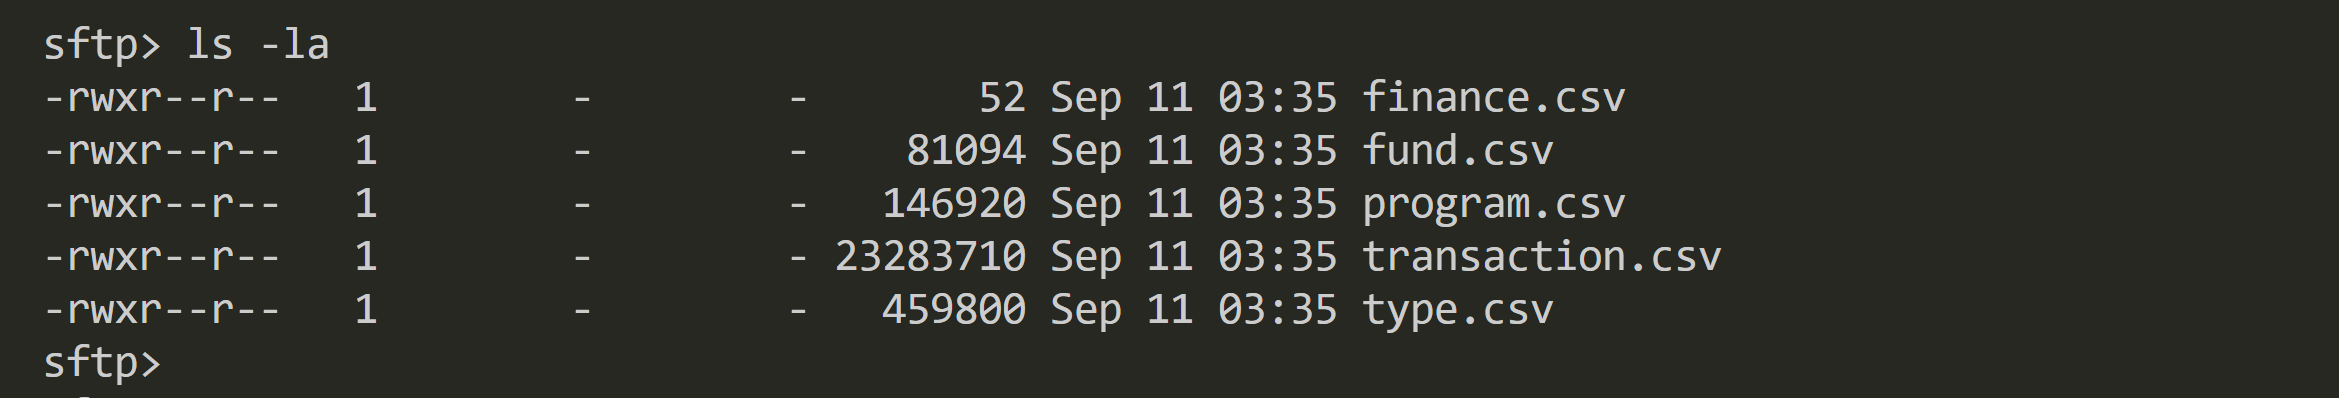 sftp> ls -la
-rwxr--r--   1        -        -       52 Sep 11 03:35 finance.csv
-rwxr--r--   1        -        -    81094 Sep 11 03:35 fund.csv
-rwxr--r--   1        -        -   146920 Sep 11 03:35 program.csv
-rwxr--r--   1        -        - 23283710 Sep 11 03:35 transaction.csv
-rwxr--r--   1        -        -   459800 Sep 11 03:35 type.csv
sftp>